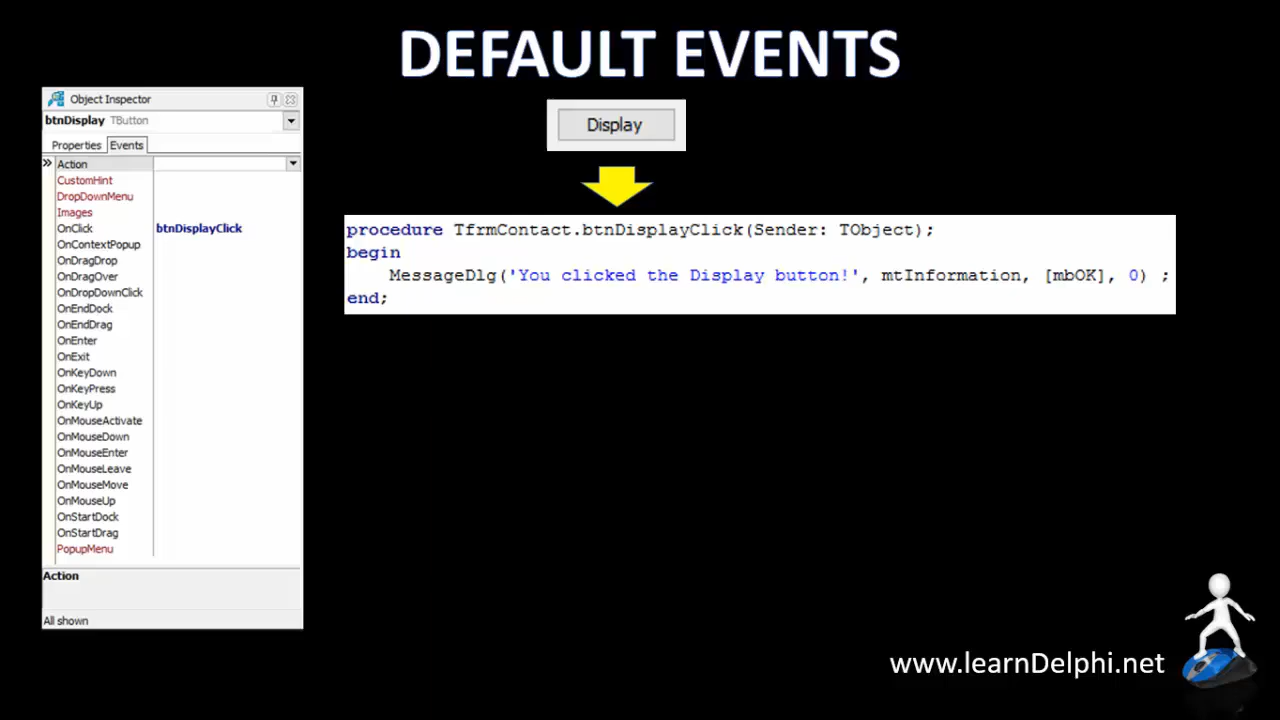 DEFAULT EVENTS
Object Inspector
btnDisplay TButton
Properties Events
» Action
CustomHint
DropDownMenu
Images
OnClick btnDisplayClick
OnContextPopup
OnDragDrop
OnDragOver
OnDropDownClick
OnEndDock
OnEndDrag
OnEnter
OnExit
OnKeyDown
OnKeyPress
OnKeyUp
OnMouseActivate
OnMouseDown
OnMouseEnter
OnMouseLeave
OnMouseMove
OnMouseUp
OnStartDock
OnStartDrag
PopupMenu
Action
All shown
Display
procedure TfrmContact.btnDisplayClick(Sender: TObject);
begin
MessageDlg('You clicked the Display button!', mtInformation, [mbOK], 0) ;
end;
www.learnDelphi.net